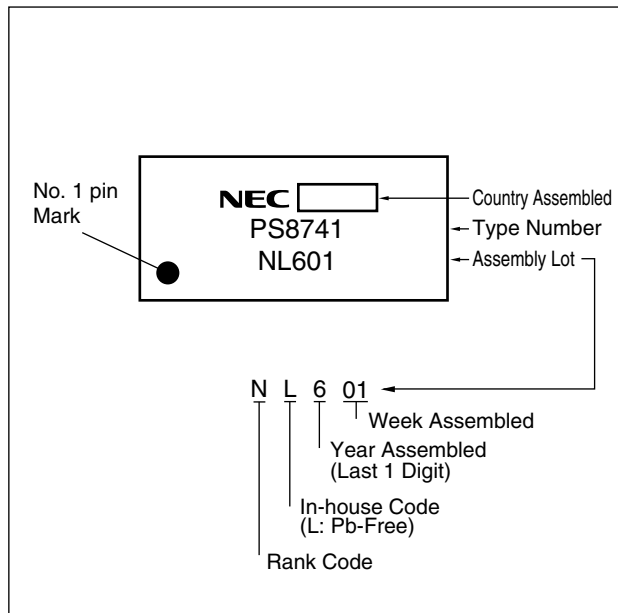 No. 1 pin
Mark
NEC
Country Assembled
PS8741
Type Number
NL601
Assembly Lot
N L 6 01
Week Assembled
Year Assembled
(Last 1 Digit)
In-house Code
(L: Pb-Free)
Rank Code